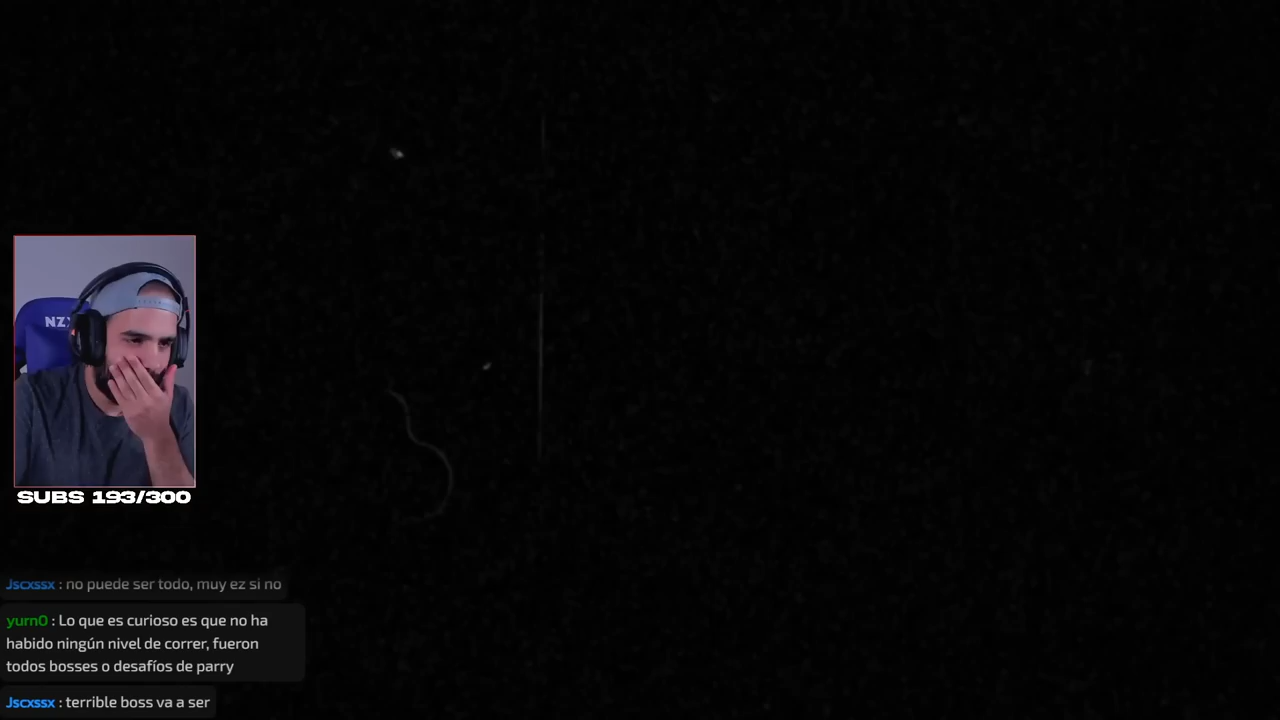 NZX
SUBS 193/300
Jscxssx : no puede ser todo, muy ez si no
yurn0 : Lo que es curioso es que no ha
habido ningún nivel de correr, fueron
todos bosses o desafíos de parry
Jscxssx : terrible boss va a ser